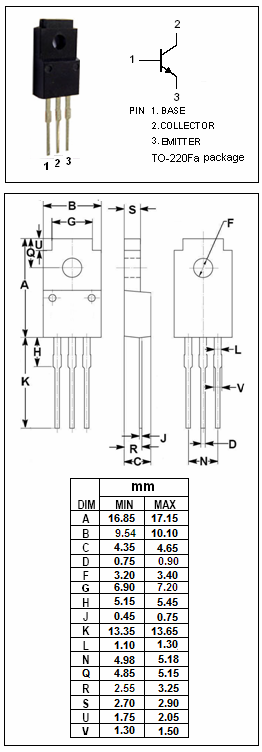 2
1
3
1 2 3
PIN 1. BASE
2. COLLECTOR
3. EMITTER
TO-220Fa package
B
G
S
F
U
Q
A
H
K
L
V
J
R
C
D
N
mm
DIM MIN MAX
A 16.85 17.15
B 9.54 10.10
C 4.35 4.65
D 0.75 0.90
F 3.20 3.40
G 6.90 7.20
H 5.15 5.45
J 0.45 0.75
K 13.35 13.65
L 1.10 1.30
N 4.98 5.18
Q 4.85 5.15
R 2.55 3.25
S 2.70 2.90
U 1.75 2.05
V 1.30 1.50